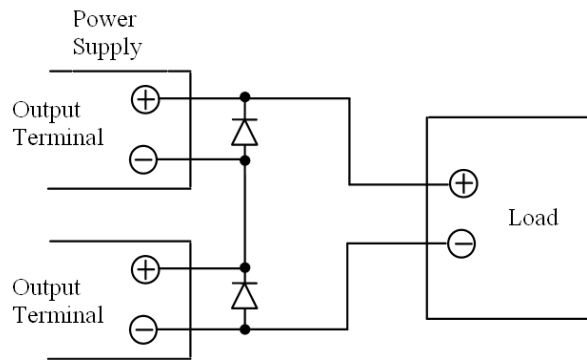 Power
Supply
Output
Terminal
Output
Terminal
Load